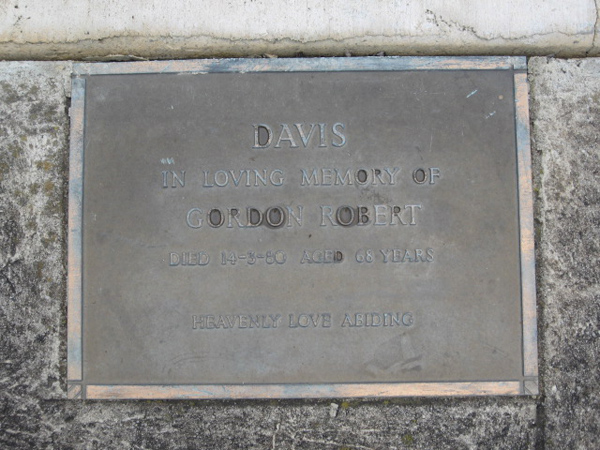 DAVIS
IN LOVING MEMORY OF
GORDON ROBERT
DIED 14-3-80 AGED 68 YEARS
HEAVENLY LOVE ABIDING